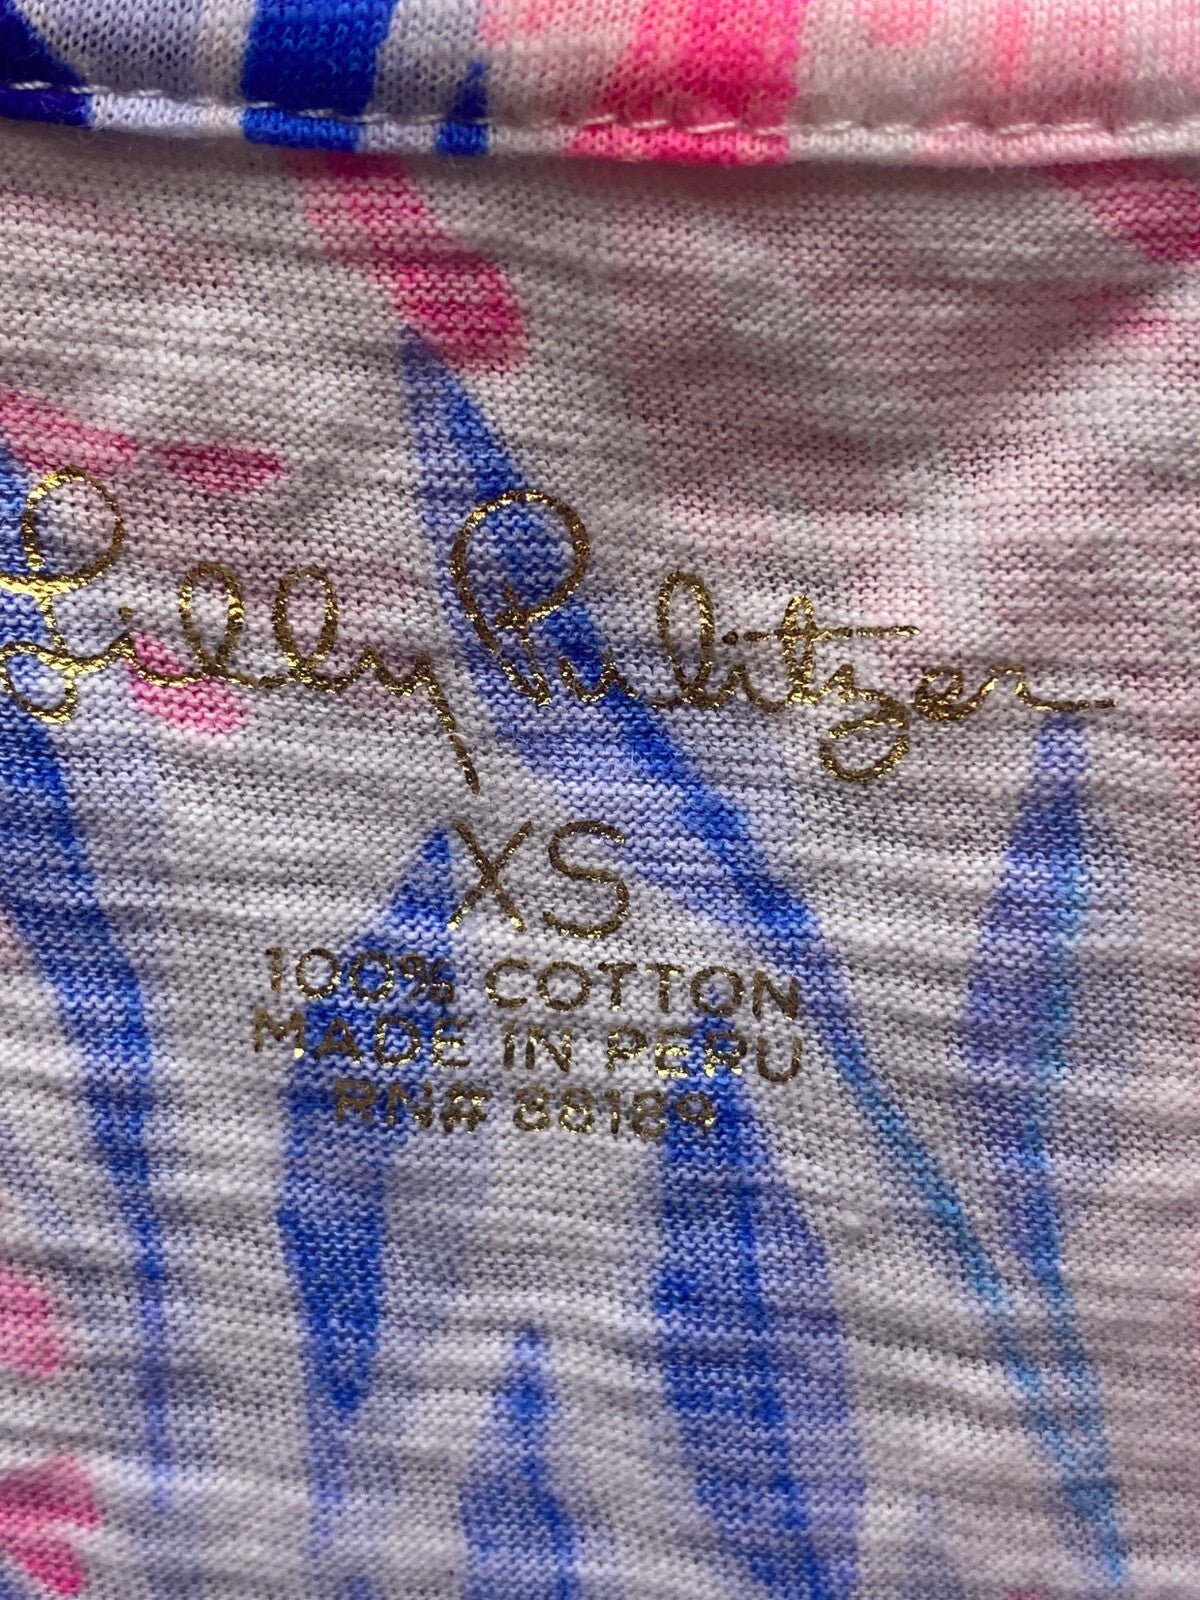 Lilly Pulitzer
XS
100% COTTON
MADE IN PERU
RN# 88189